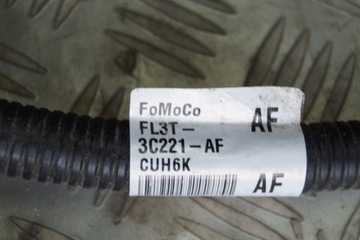 FoMoCo
FL3T- AF
3C221-AF
CUH6K
AF